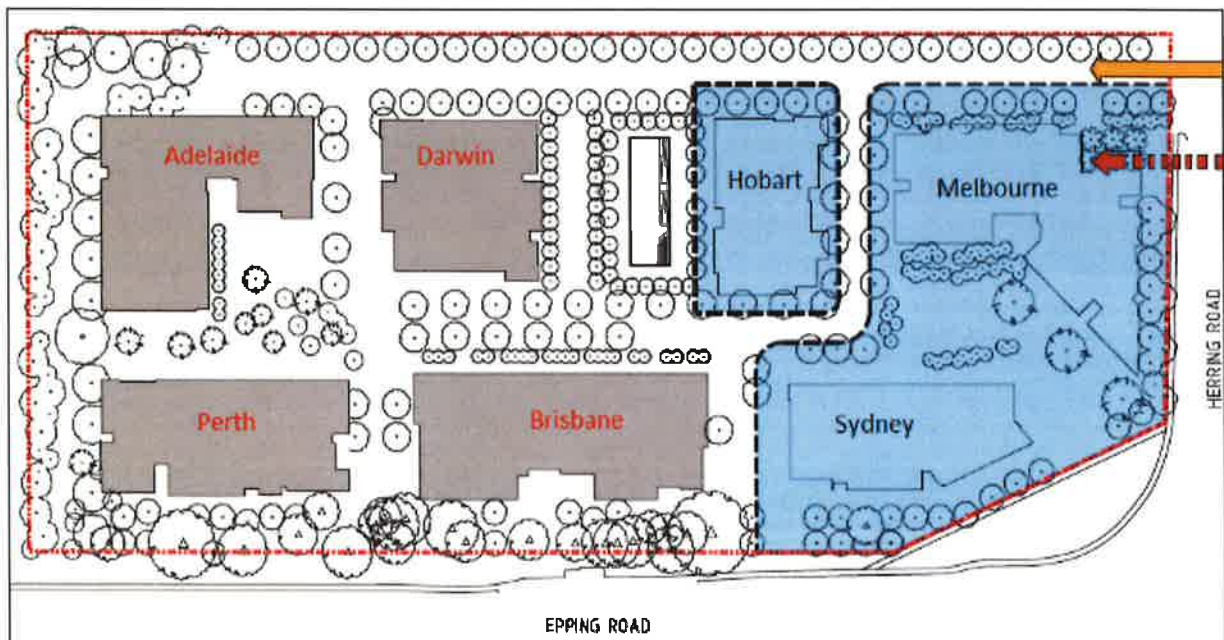 Adelaide
Darwin
Hobart
Melbourne
Perth
Brisbane
Sydney
HERRING ROAD
EPPING ROAD